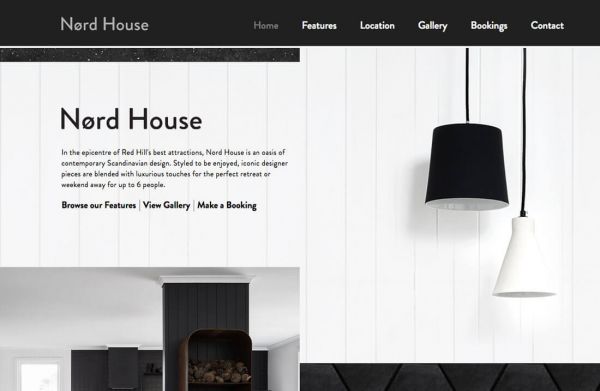 Nørd House
Home Features Location Gallery Bookings Contact
Nørd House
In the epicentre of Red Hill's best attractions, Nord House is an oasis of
contemporary Scandinavian design. Styled to be enjoyed, iconic designer
pieces are blended with luxurious touches for the perfect retreat or
weekend away for up to 6 people.
Browse our Features | View Gallery | Make a Booking